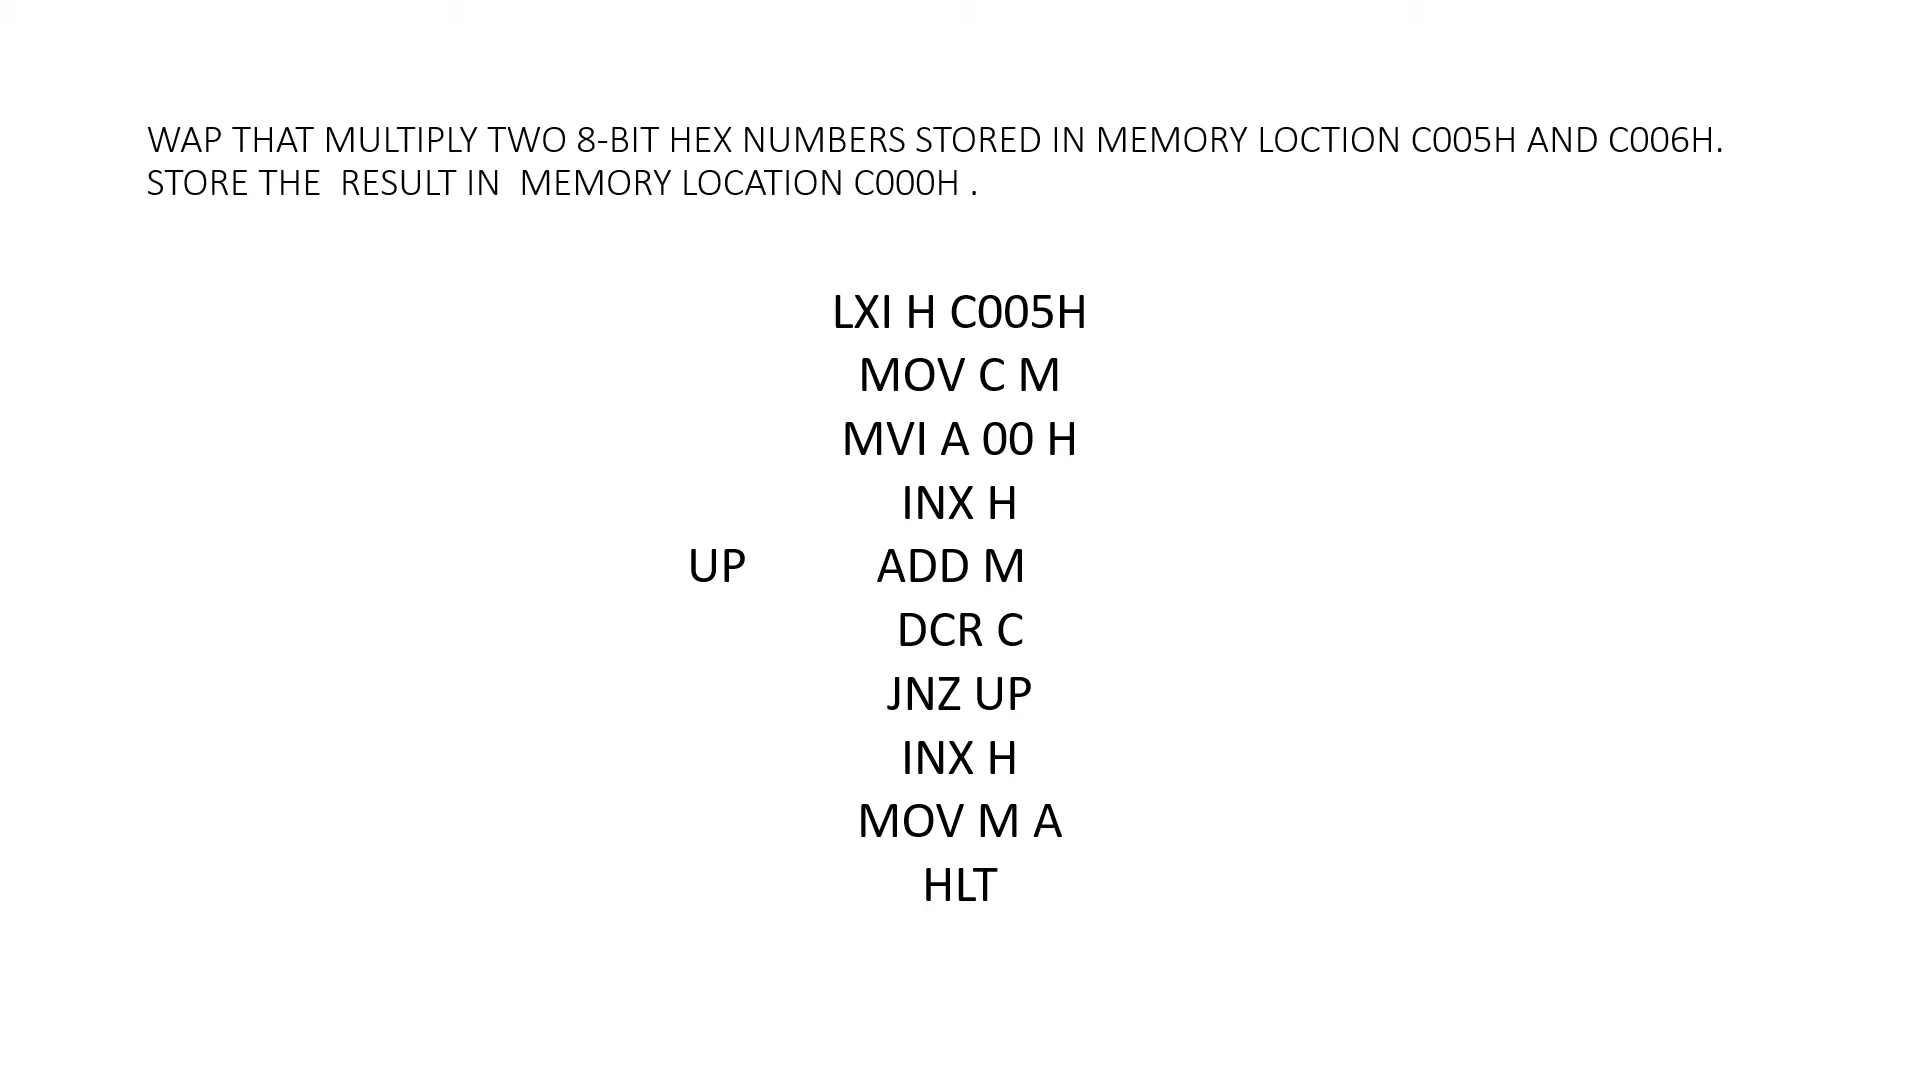 WAP THAT MULTIPLY TWO 8-BIT HEX NUMBERS STORED IN MEMORY LOCTION C005H AND C006H.
STORE THE  RESULT IN  MEMORY LOCATION C000H .
LXI H C005H
MOV C M
MVI A 00 H
INX H
UP ADD M
DCR C
JNZ UP
INX H
MOV M A
HLT